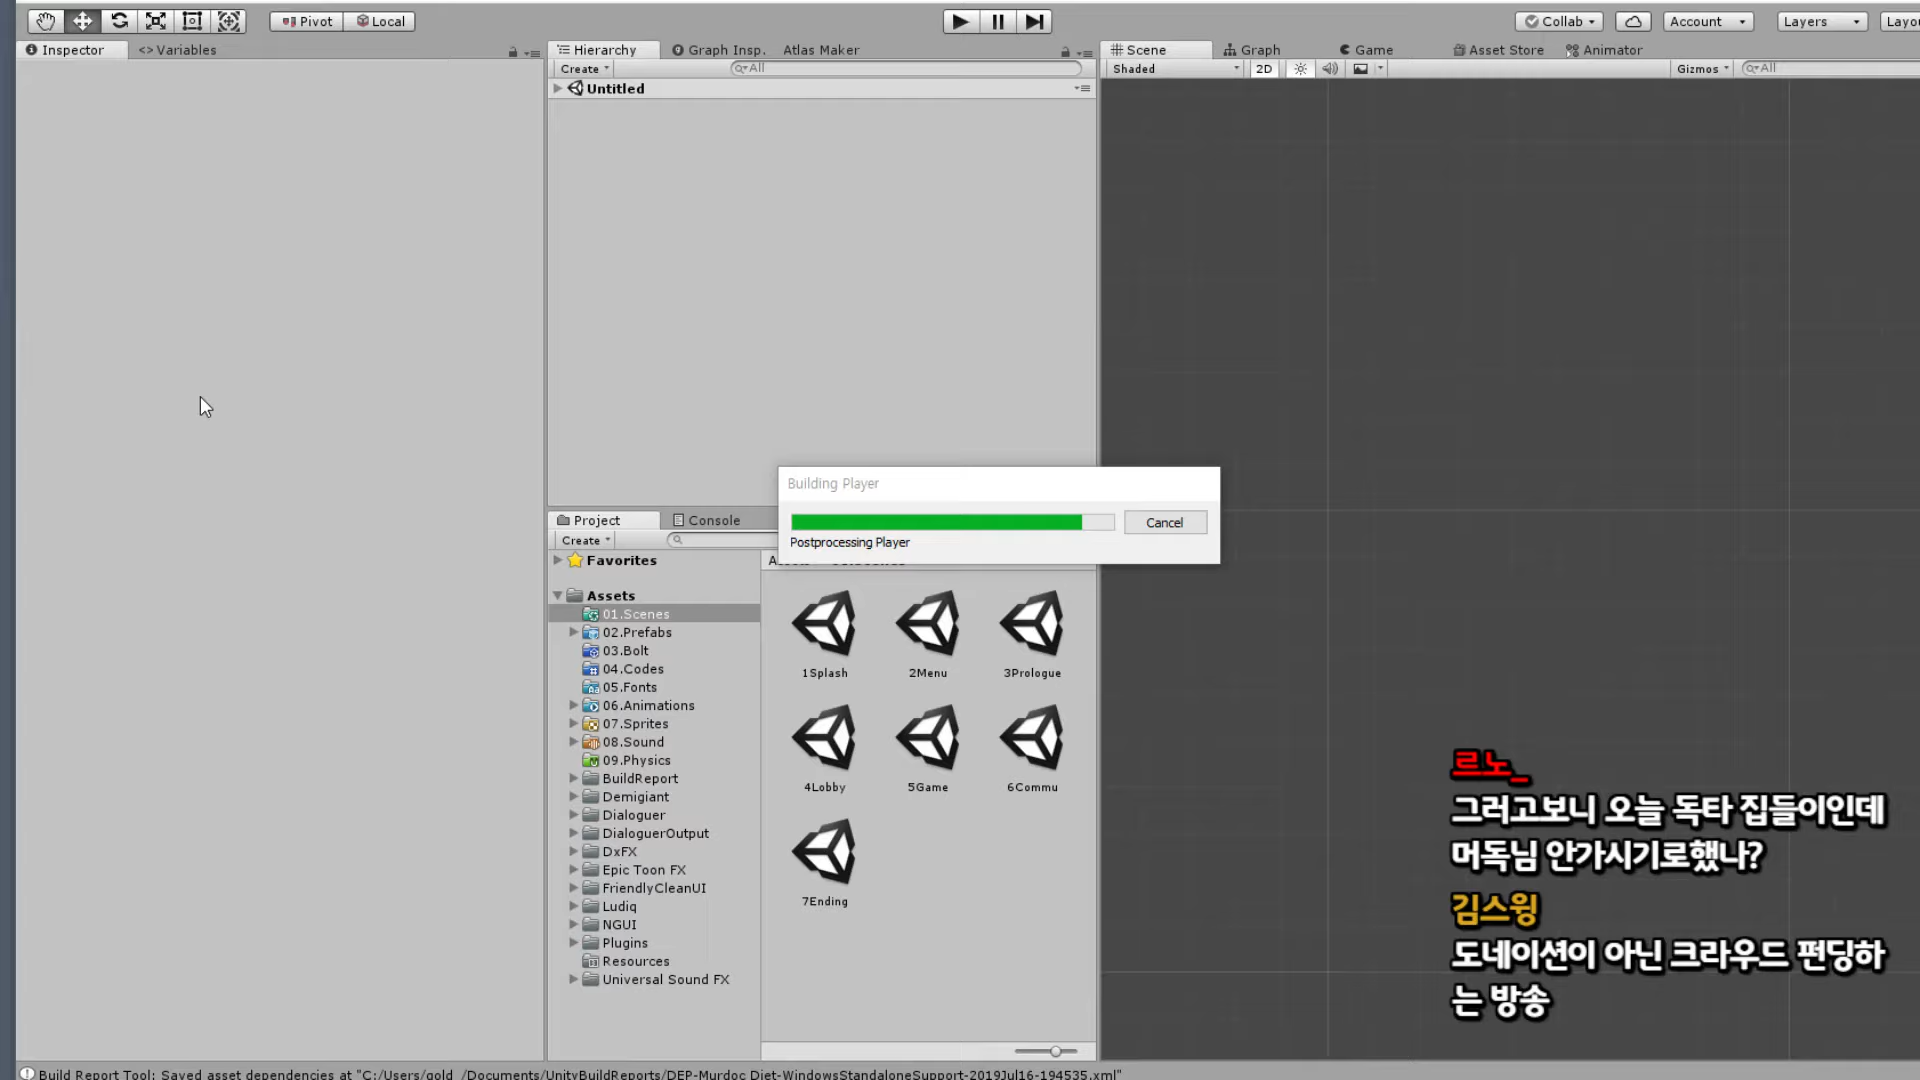 Pivot
Local
Collab
Account
Layers
Inspector
<> Variables
Hierarchy
Graph Insp.
Atlas Maker
Scene
Graph
Game
Asset Store
Animator
Create
All
Shaded
2D
Gizmos
All
Untitled
Building Player
Cancel
Postprocessing Player
Project
Console
Create
Favorites
Assets
01.Scenes
02.Prefabs
03.Bolt
04.Codes
05.Fonts
06.Animations
07.Sprites
08.Sound
09.Physics
BuildReport
Demigiant
Dialoguer
DialoguerOutput
DxFX
Epic Toon FX
FriendlyCleanUI
Ludiq
NGUI
Plugins
Resources
Universal Sound FX
1Splash
2Menu
3Prologue
4Lobby
5Game
6Commu
7Ending
르노_
그러고보니 오늘 독타 집들이인데
머독님 안가시기로했나?
김스윙
도네이션이 아닌 크라우드 펀딩하
는 방송
Build Report Tool: Saved asset dependencies at "C:/Users/gold_/Documents/UnityBuildReports/DEP-Murdoc_Diet-WindowsStandaloneSupport-2019Jul16-194535.xml"